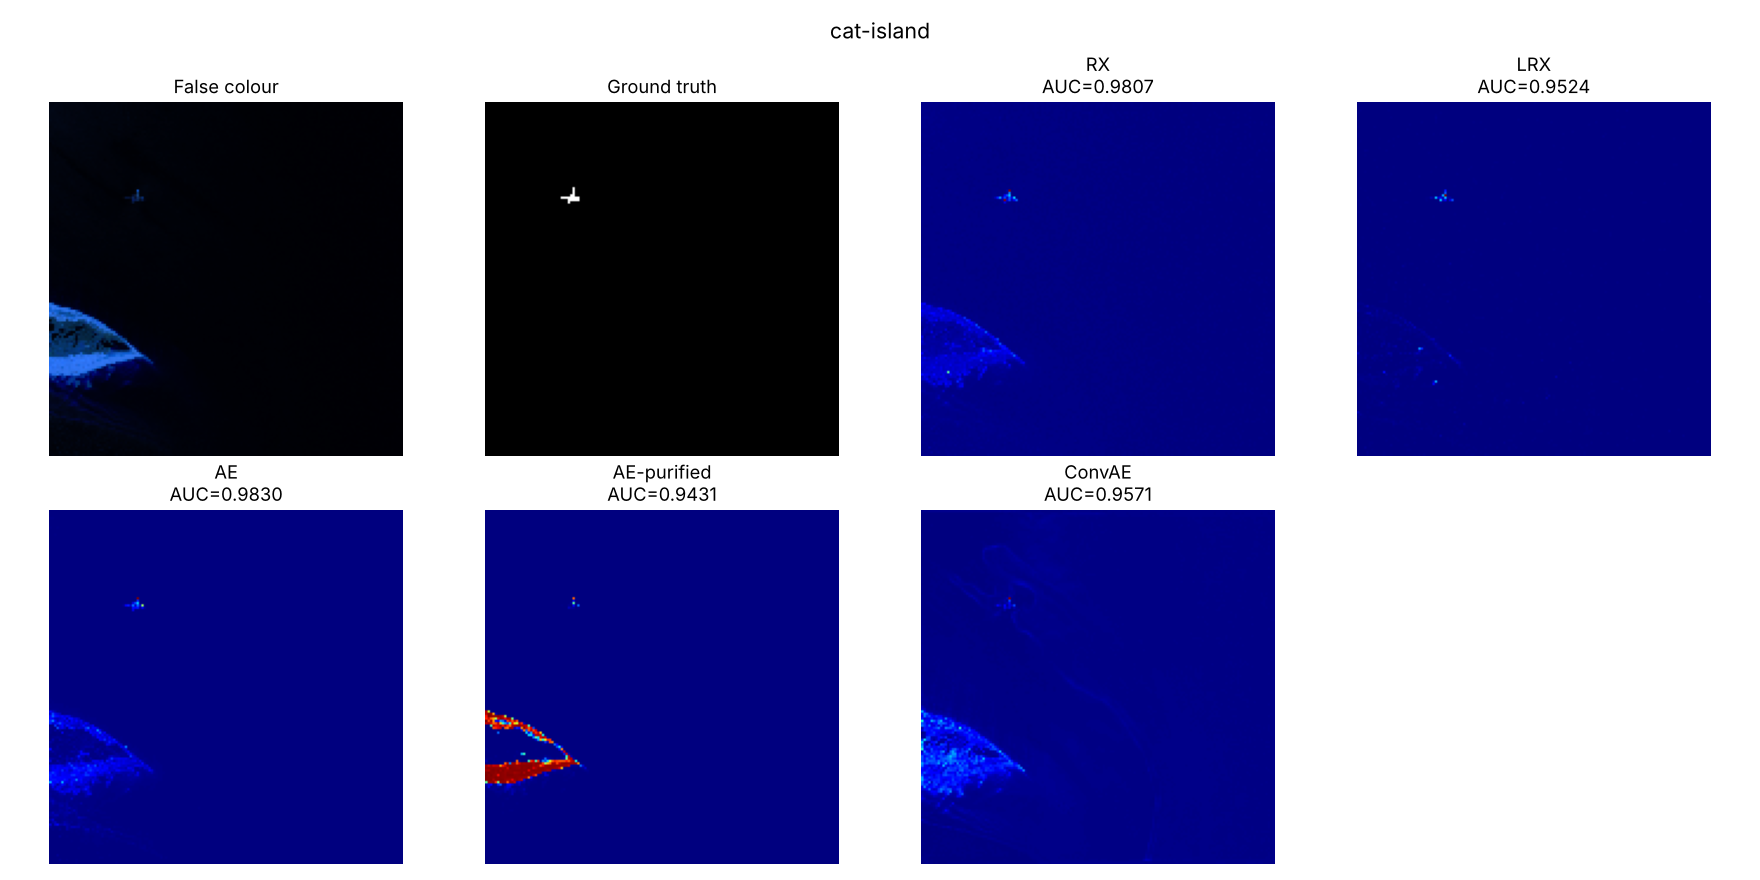 cat-island
False colour
Ground truth
RX
AUC=0.9807
LRX
AUC=0.9524
AE
AUC=0.9830
AE-purified
AUC=0.9431
ConvAE
AUC=0.9571